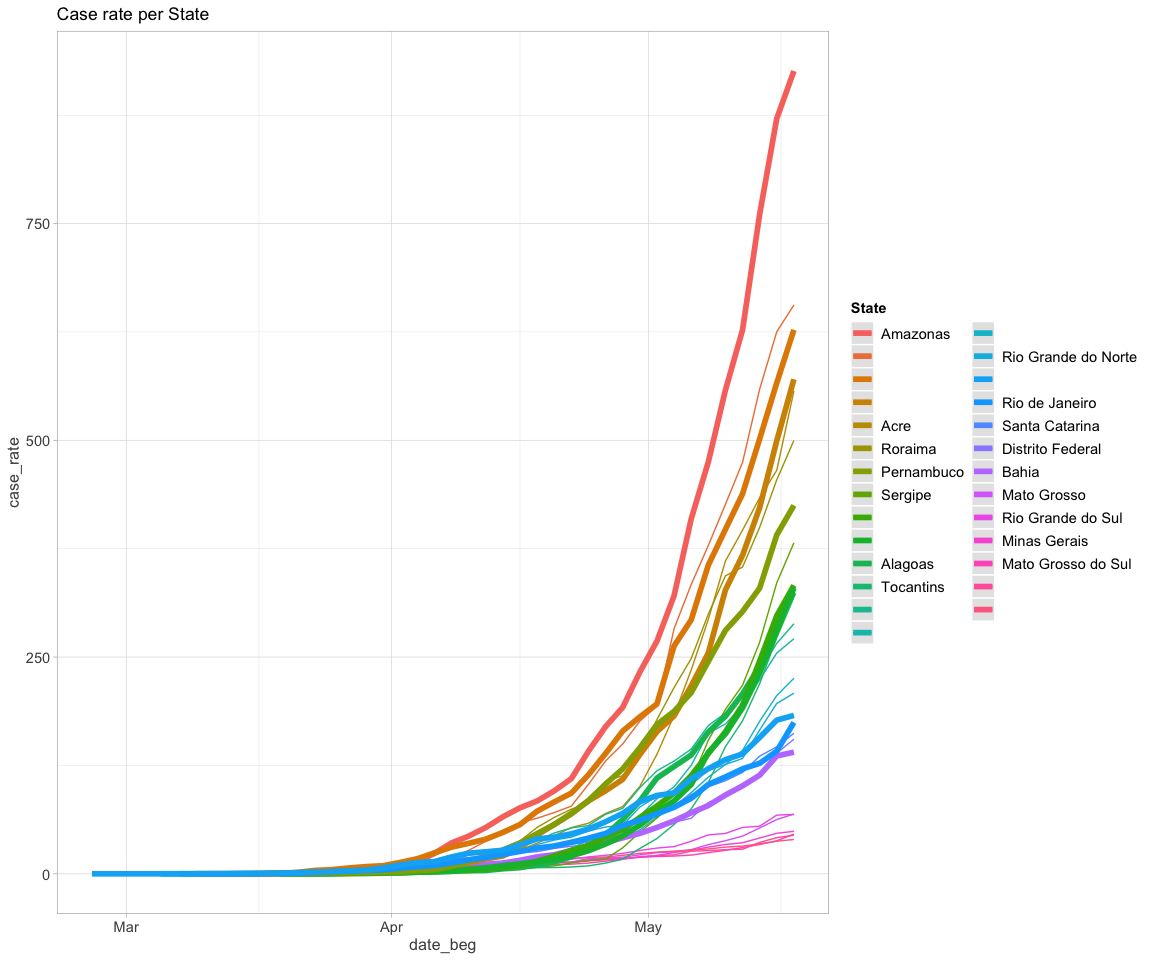 Case rate per State
case_rate
750
500
250
0
Mar
Apr
May
date_beg
State
Amazonas
Acre
Roraima
Pernambuco
Sergipe
Alagoas
Tocantins
Rio Grande do Norte
Rio de Janeiro
Santa Catarina
Distrito Federal
Bahia
Mato Grosso
Rio Grande do Sul
Minas Gerais
Mato Grosso do Sul